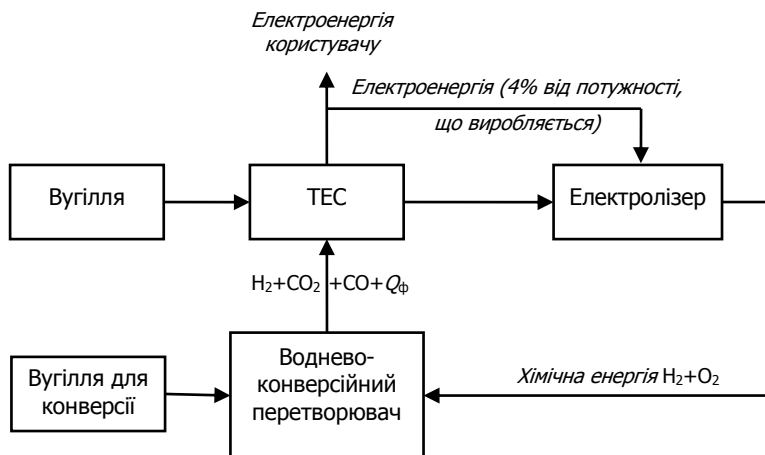 Електроенергія
користувачу
Електроенергія (4% від потужності,
що виробляється)
Вугілля
ТЕС
Електролізер
H₂+CO₂ +CO+Qф
Вугілля для
конверсії
Воднево-
конверсійний
перетворювач
Хімічна енергія H₂+O₂